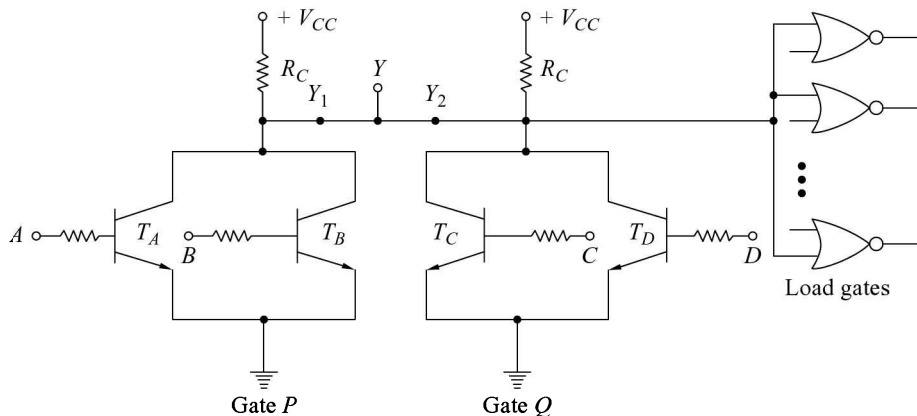 + V_CC
+ V_CC
R_C
Y
R_C
Y_1
Y_2
A
T_A
B
T_B
T_C
C
T_D
D
Load gates
Gate P
Gate Q